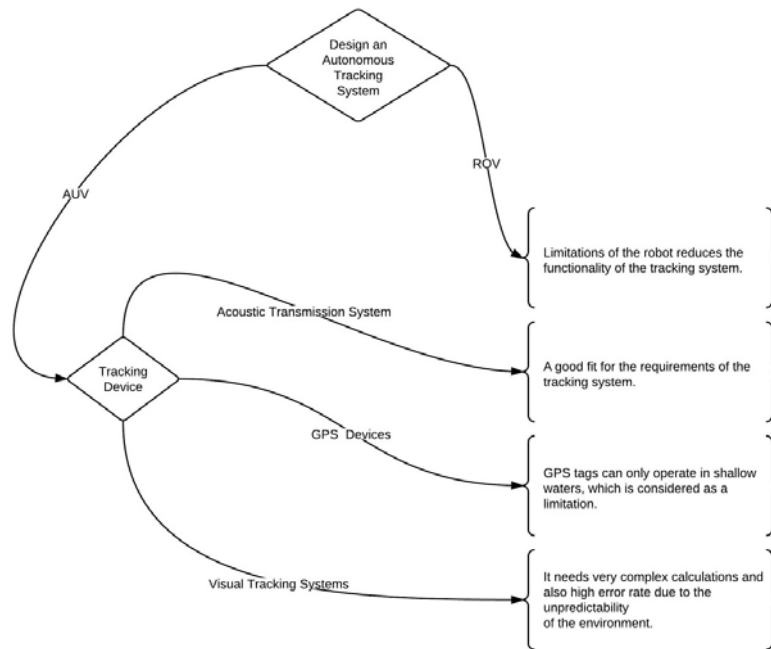 Design an
Autonomous
Tracking
System
ROV
AUV
Limitations of the robot reduces the
functionality of the tracking system.
Acoustic Transmission System
A good fit for the requirements of the
tracking system.
Tracking
Device
GPS Devices
GPS tags can only operate in shallow
waters, which is considered as a
limitation.
Visual Tracking Systems
It needs very complex calculations and
also high error rate due to the
unpredictability
of the environment.